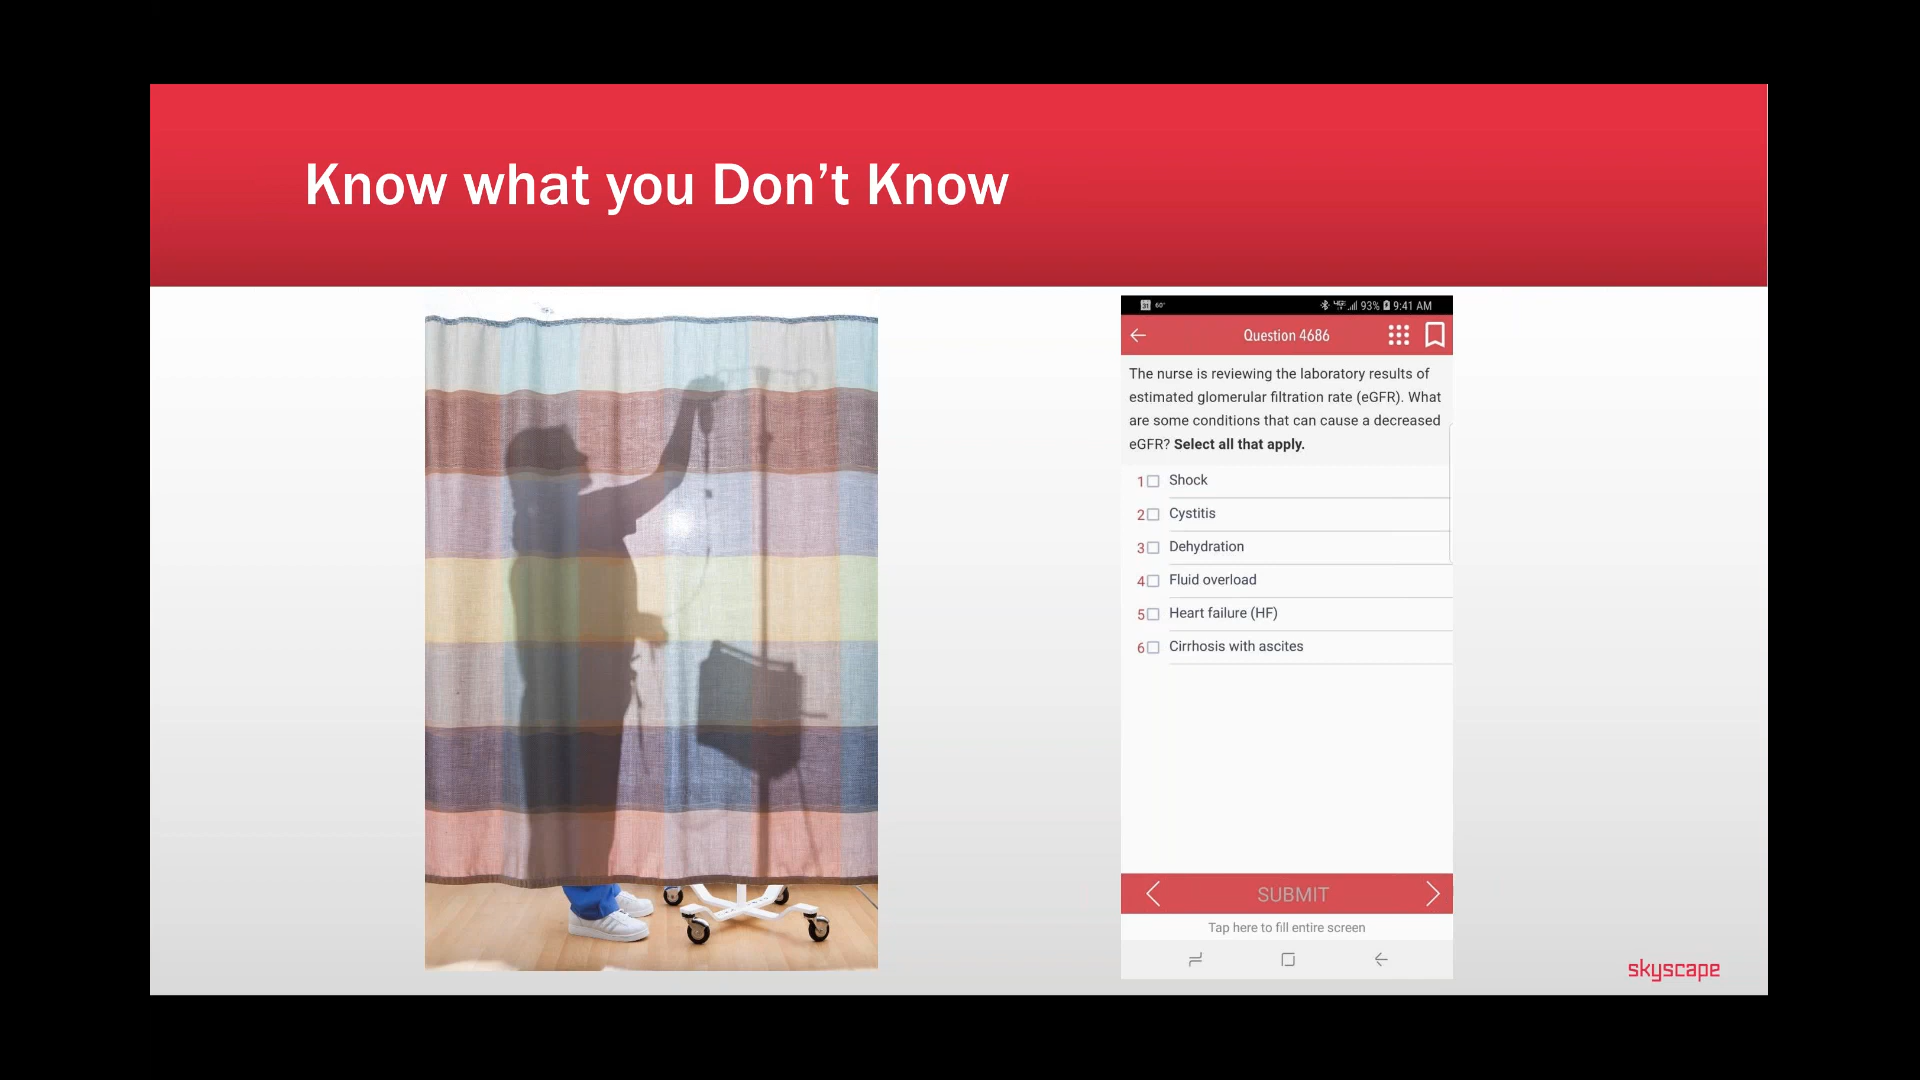 Know what you Don’t Know
60°
93% 9:41 AM
Question 4686
The nurse is reviewing the laboratory results of
estimated glomerular filtration rate (eGFR). What
are some conditions that can cause a decreased
eGFR? Select all that apply.
1 Shock
2 Cystitis
3 Dehydration
4 Fluid overload
5 Heart failure (HF)
6 Cirrhosis with ascites
SUBMIT
Tap here to fill entire screen
skyscape